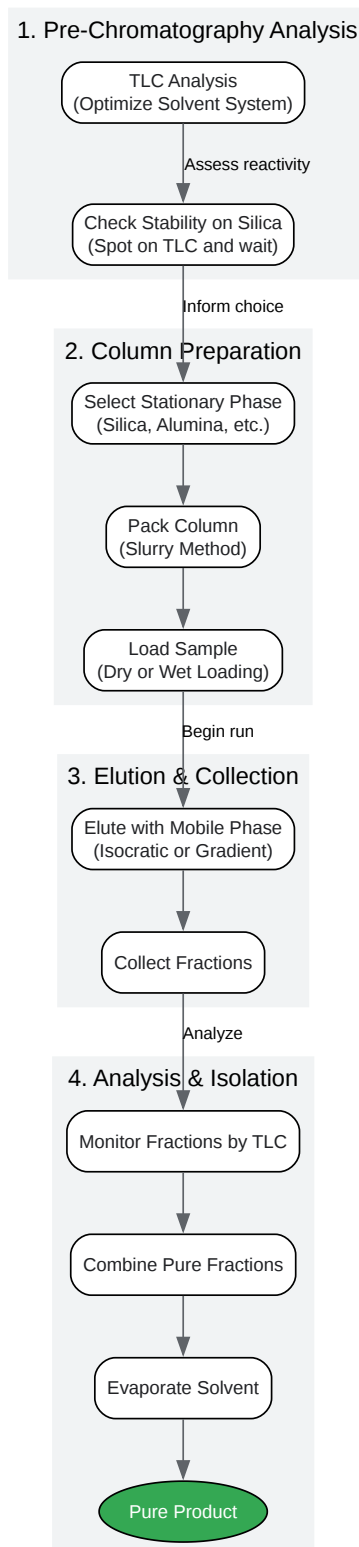 1. Pre-Chromatography Analysis
TLC Analysis
(Optimize Solvent System)
Assess reactivity
Check Stability on Silica
(Spot on TLC and wait)
Inform choice
2. Column Preparation
Select Stationary Phase
(Silica, Alumina, etc.)
Pack Column
(Slurry Method)
Load Sample
(Dry or Wet Loading)
Begin run
3. Elution & Collection
Elute with Mobile Phase
(Isocratic or Gradient)
Collect Fractions
Analyze
4. Analysis & Isolation
Monitor Fractions by TLC
Combine Pure Fractions
Evaporate Solvent
Pure Product